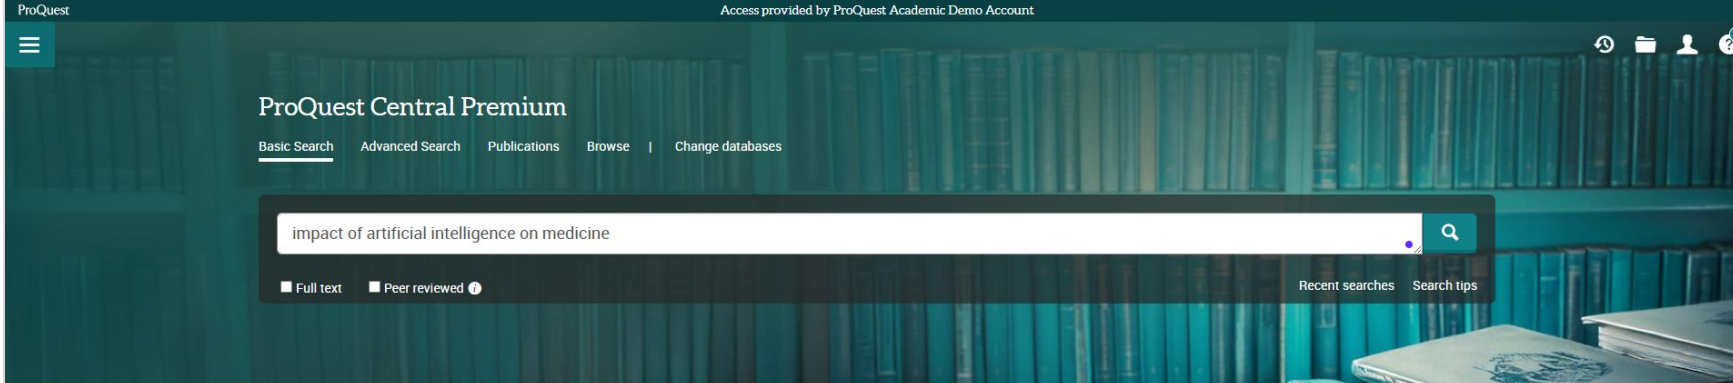 ProQuest
Access provided by ProQuest Academic Demo Account
ProQuest Central Premium
Basic Search Advanced Search Publications Browse | Change databases
impact of artificial intelligence on medicine
Full text Peer reviewed i
Recent searches Search tips